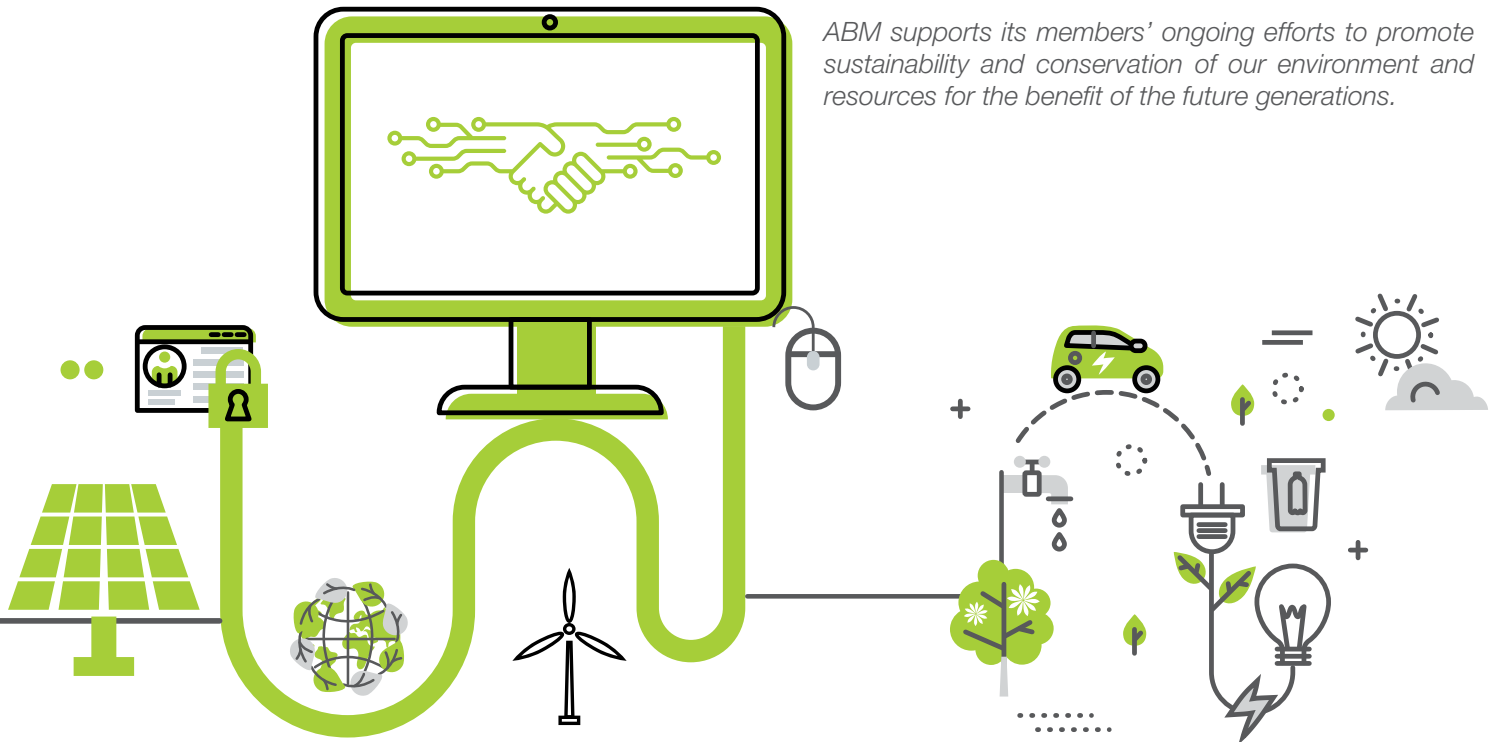 ABM supports its members’ ongoing efforts to promote
sustainability and conservation of our environment and
resources for the benefit of the future generations.